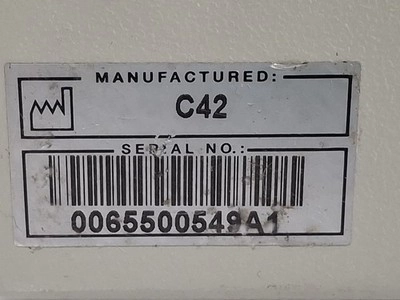 MANUFACTURED:
C42
SERIAL NO.:
0065500549A1